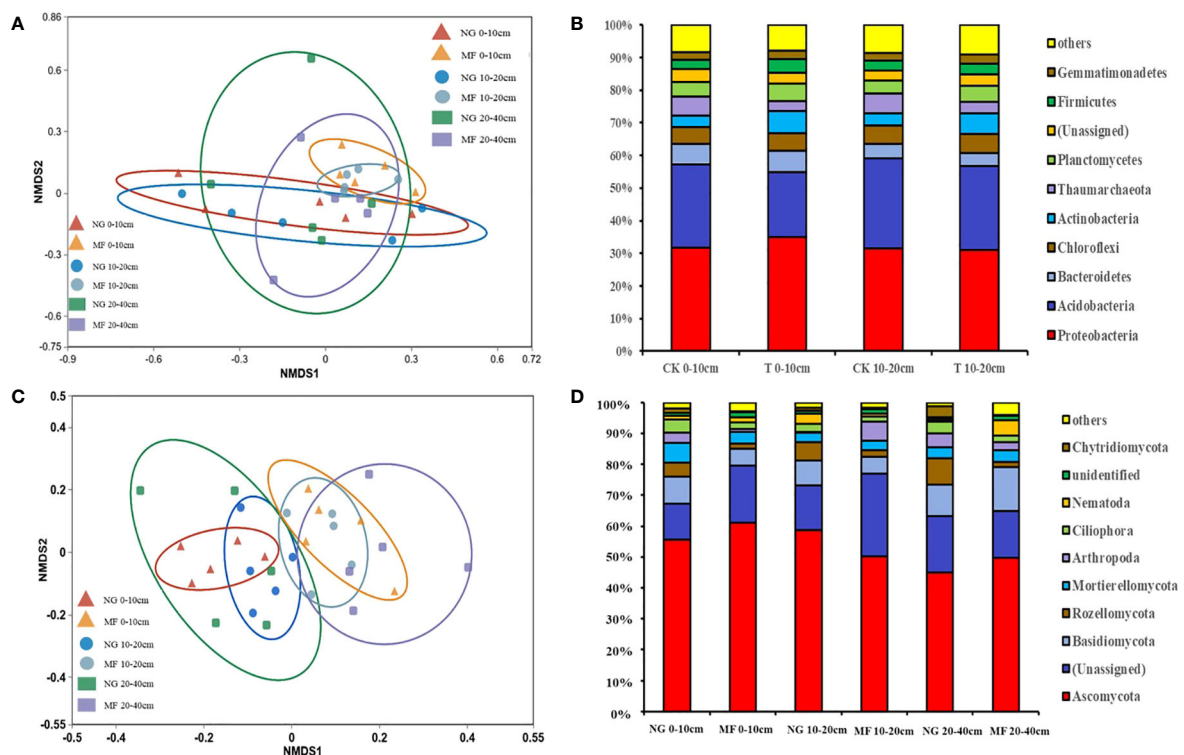 A
0.86
0.6
0.3
0
-0.3
-0.6
-0.75
-0.9
-0.6
-0.3
0
0.3
0.6
0.72
NMDS2
NMDS1
NG 0-10cm
MF 0-10cm
NG 10-20cm
MF 10-20cm
NG 20-40cm
MF 20-40cm
NG 0-10cm
MF 0-10cm
NG 10-20cm
MF 10-20cm
NG 20-40cm
MF 20-40cm
B
100%
90%
80%
70%
60%
50%
40%
30%
20%
10%
0%
CK 0-10cm
T 0-10cm
CK 10-20cm
T 10-20cm
others
Gemmatimonadetes
Firmicutes
(Unassigned)
Planctomycetes
Thaumarchaeota
Actinobacteria
Chloroflexi
Bacteroidetes
Acidobacteria
Proteobacteria
C
0.5
0.4
0.2
0
-0.2
-0.4
-0.55
-0.5
-0.4
-0.2
0
0.2
0.4
0.55
NMDS2
NMDS1
NG 0-10cm
MF 0-10cm
NG 10-20cm
MF 10-20cm
NG 20-40cm
MF 20-40cm
D
100%
90%
80%
70%
60%
50%
40%
30%
20%
10%
0%
NG 0-10cm
MF 0-10cm
NG 10-20cm
MF 10-20cm
NG 20-40cm
MF 20-40cm
others
Chytridiomycota
unidentified
Nematoda
Ciliophora
Arthropoda
Mortierellomycota
Rozellomycota
Basidiomycota
(Unassigned)
Ascomycota